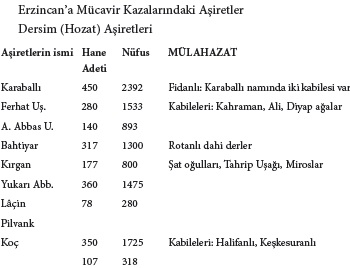 Erzincan'a Mücavir Kazalarındaki Aşiretler
Dersim (Hozat) Aşiretleri
Aşiretlerin ismi Hane Adeti Nüfus MÜLAHAZAT
Karaballı 450 2392 Fidanlı: Karaballı namında iki kabilesi var
Ferhat Uş. 280 1533 Kabileleri: Kahraman, Ali, Diyap ağalar
A. Abbas U. 140 893
Bahtiyar 317 1300 Rotanlı dahi derler
Kırgan 177 800 Şat oğulları, Tahrip Uşağı, Miroslar
Yukarı Abb. 360 1475
Lâçin 78 280
Pilvank
Koç 350 1725 Kabileleri: Halifanlı, Keşkesuranlı
107 318